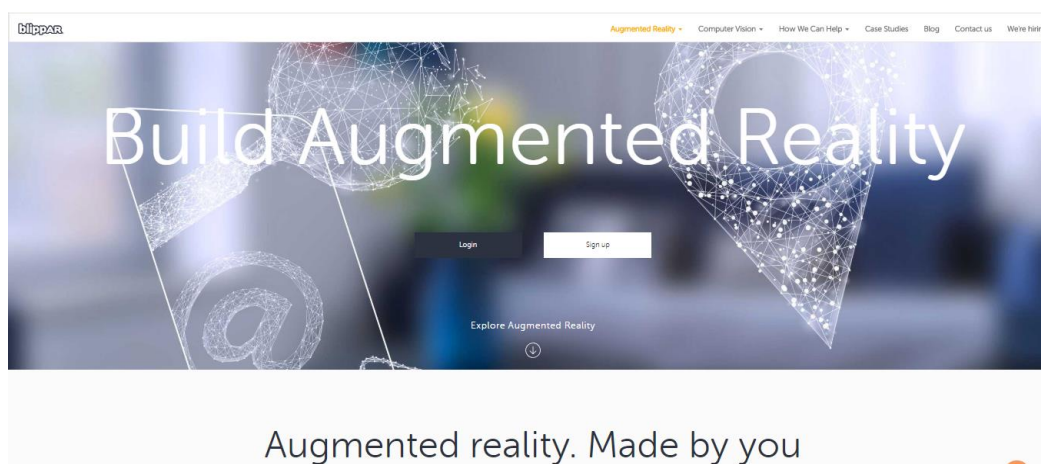 blippAR
Augmented Reality Computer Vision How We Can Help Case Studies Blog Contact us We're
Build Augmented Reality
Login Sign up
Explore Augmented Reality
Augmented reality. Made by you